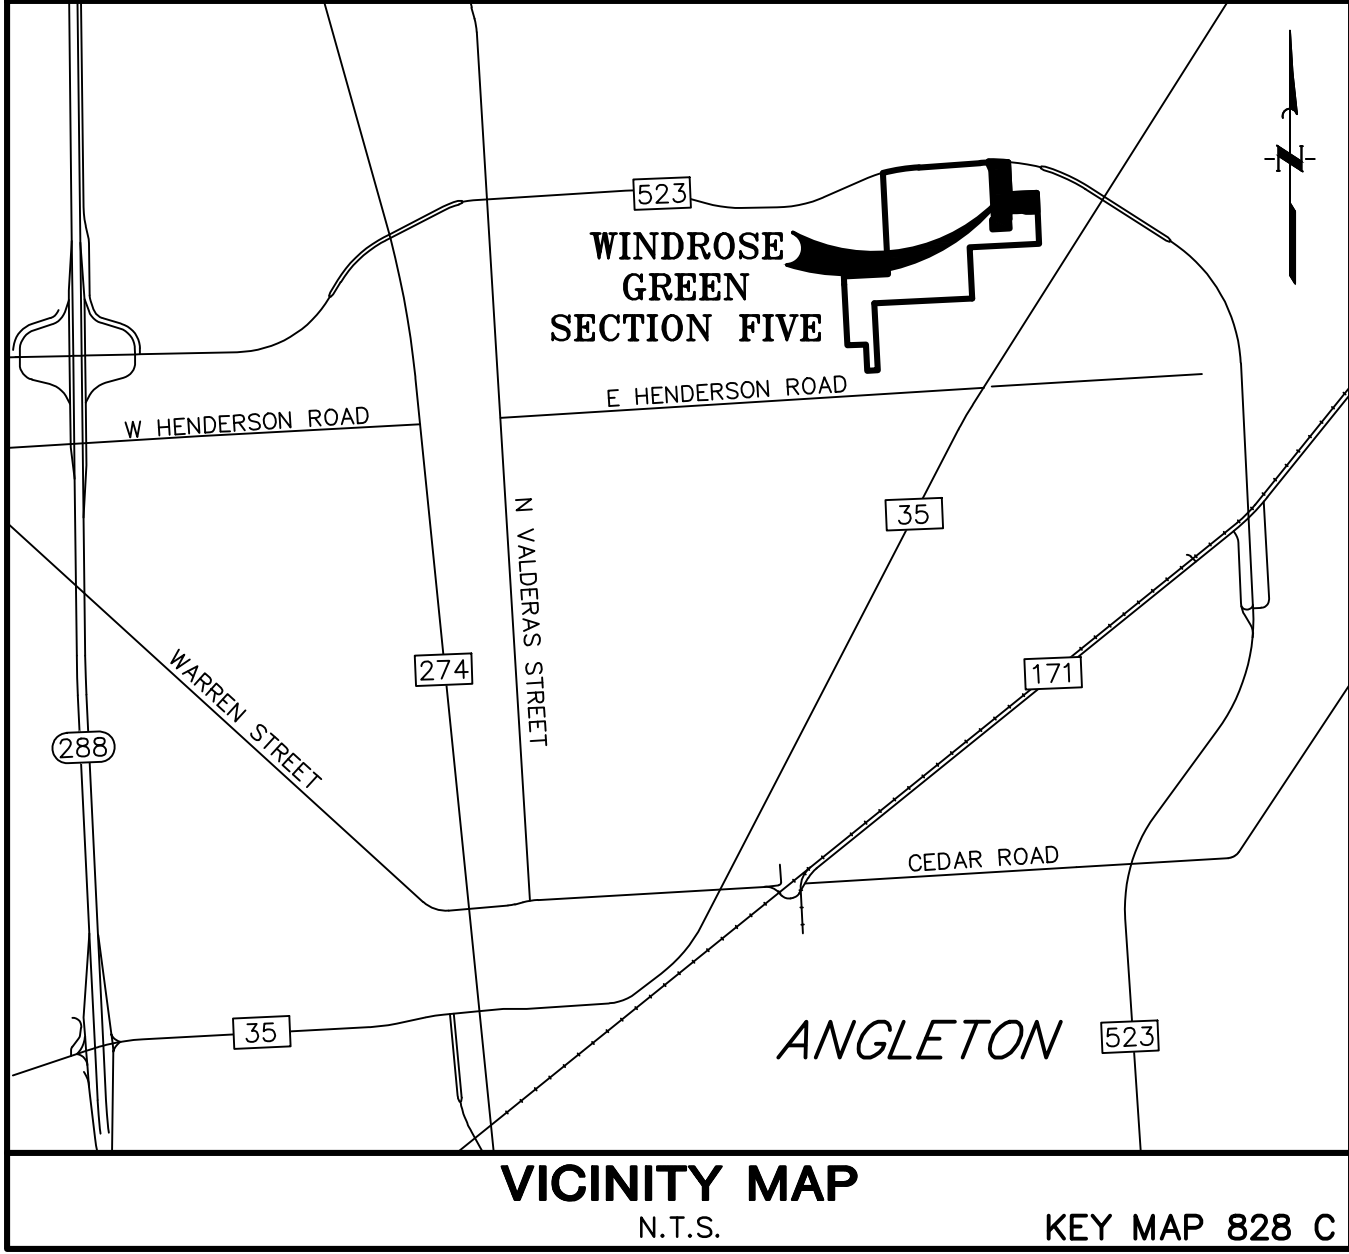 523
N
WINDROSE
GREEN
SECTION FIVE
E HENDERSON ROAD
W HENDERSON ROAD
35
N VALDERAS STREET
274
171
WARREN STREET
288
CEDAR ROAD
35
ANGLETON
523
VICINITY MAP
N.T.S.
KEY MAP 828 C